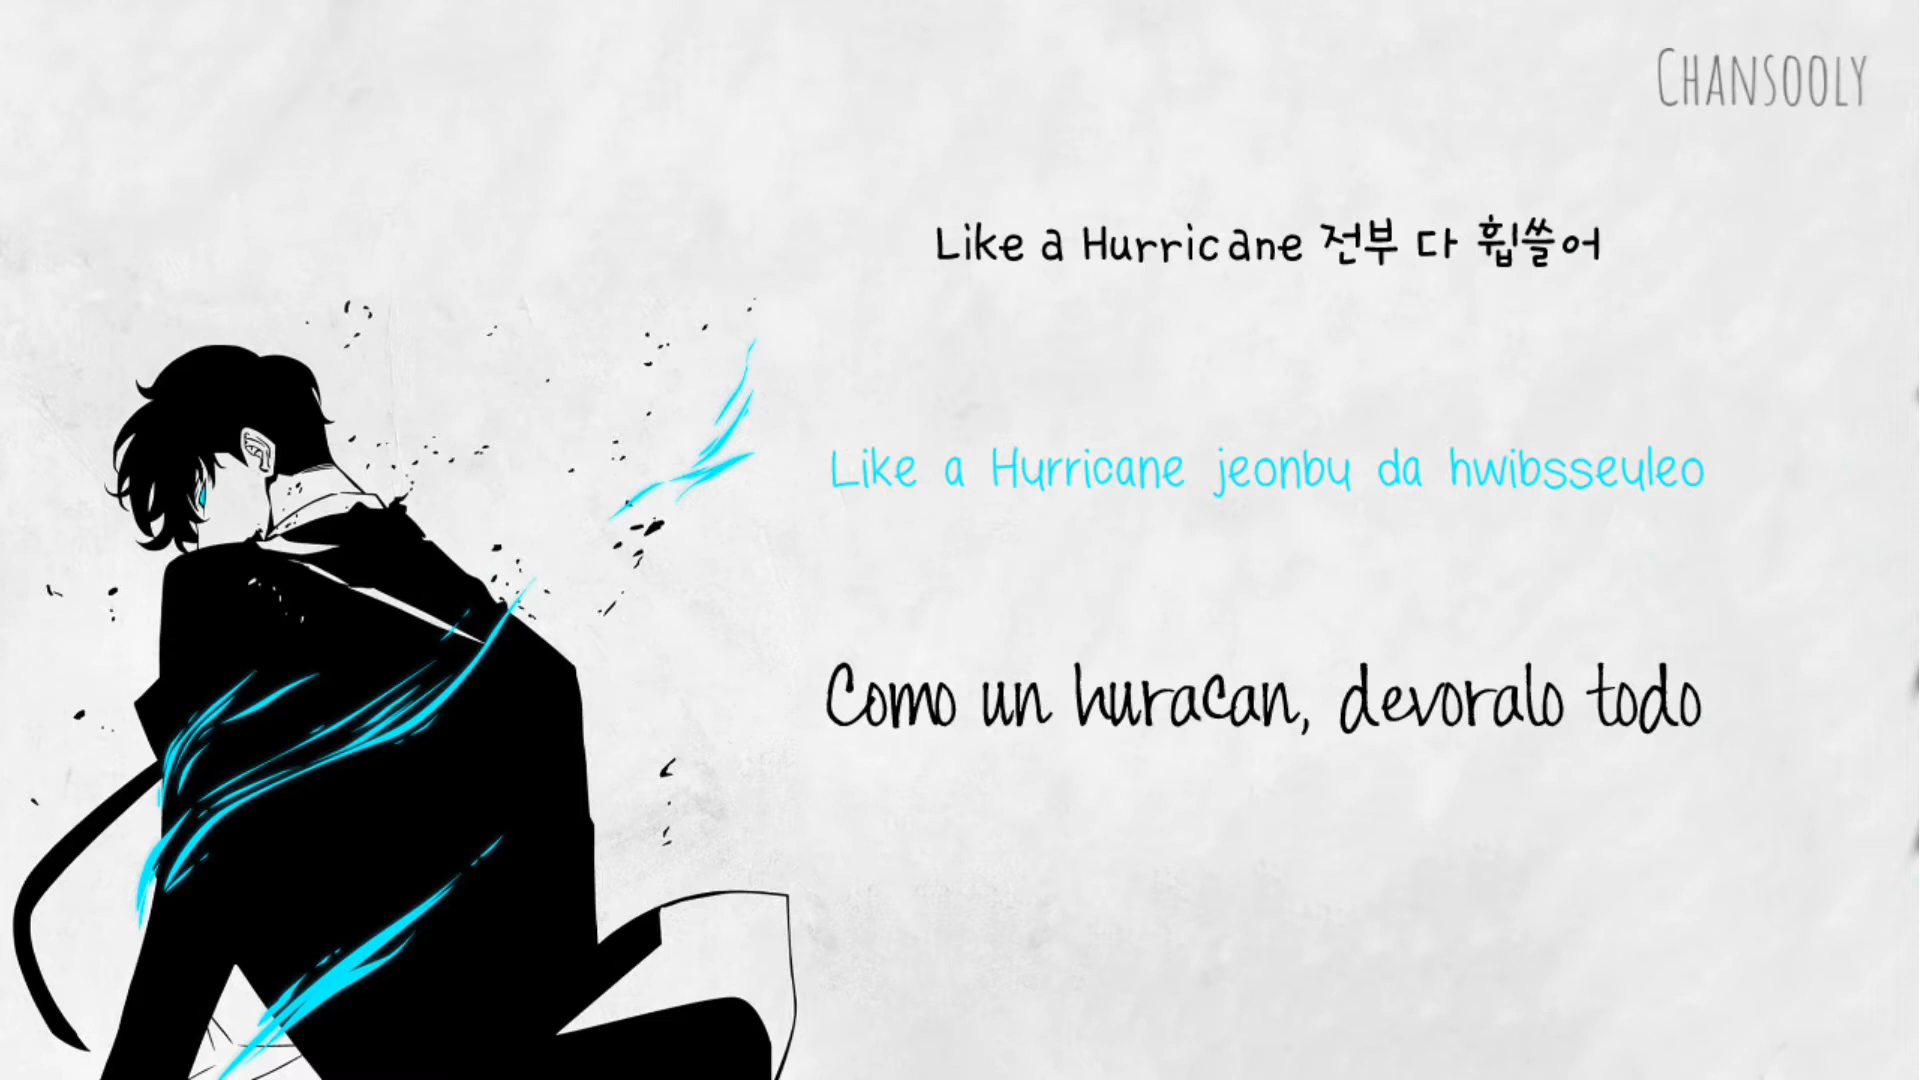 CHANSOOLY
Like a Hurricane 전부 다 휩쓸어
Like a Hurricane jeonbu da hwibsseuleo
Como un huracan, devoralo todo